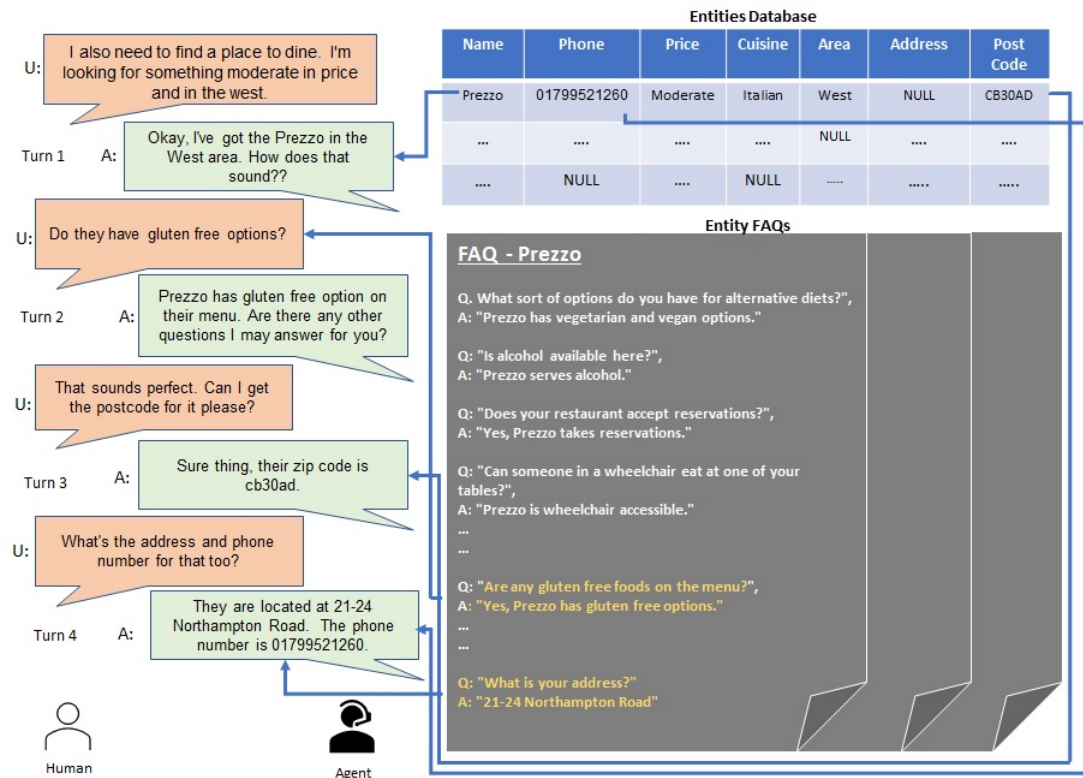 Entities Database
Name Phone Price Cuisine Area Address Post
Code
Prezzo 01799521260 Moderate Italian West NULL CB30AD
... .... .... .... NULL .... ....
.... NULL .... NULL ..... ..... .....
U: I also need to find a place to dine. I'm
looking for something moderate in price
and in the west.
Turn 1 A: Okay, I've got the Prezzo in the
West area. How does that
sound??
U: Do they have gluten free options?
Turn 2 A: Prezzo has gluten free option on
their menu. Are there any other
questions I may answer for you?
U: That sounds perfect. Can I get
the postcode for it please?
Turn 3 A: Sure thing, their zip code is
cb30ad.
U: What's the address and phone
number for that too?
Turn 4 A: They are located at 21-24
Northampton Road. The phone
number is 01799521260.
Human
Agent
Entity FAQs
FAQ - Prezzo
Q. What sort of options do you have for alternative diets?",
A: "Prezzo has vegetarian and vegan options."
Q: "Is alcohol available here?",
A: "Prezzo serves alcohol."
Q: "Does your restaurant accept reservations?",
A: "Yes, Prezzo takes reservations."
Q: "Can someone in a wheelchair eat at one of your
tables?",
A: "Prezzo is wheelchair accessible."
...
...
Q: "Are any gluten free foods on the menu?",
A: "Yes, Prezzo has gluten free options."
...
...
Q: "What is your address?"
A: "21-24 Northampton Road"